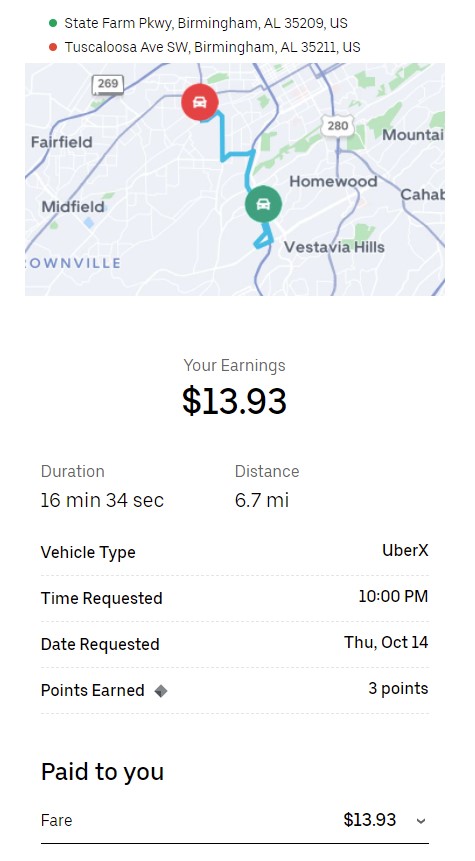 State Farm Pkwy, Birmingham, AL 35209, US
Tuscaloosa Ave SW, Birmingham, AL 35211, US
269
280
Fairfield
Mountai
Homewood
Midfield
Cahab
Vestavia Hills
OWNVILLE
Your Earnings
$13.93
Duration Distance
16 min 34 sec 6.7 mi
Vehicle Type UberX
Time Requested 10:00 PM
Date Requested Thu, Oct 14
Points Earned 3 points
Paid to you
Fare $13.93